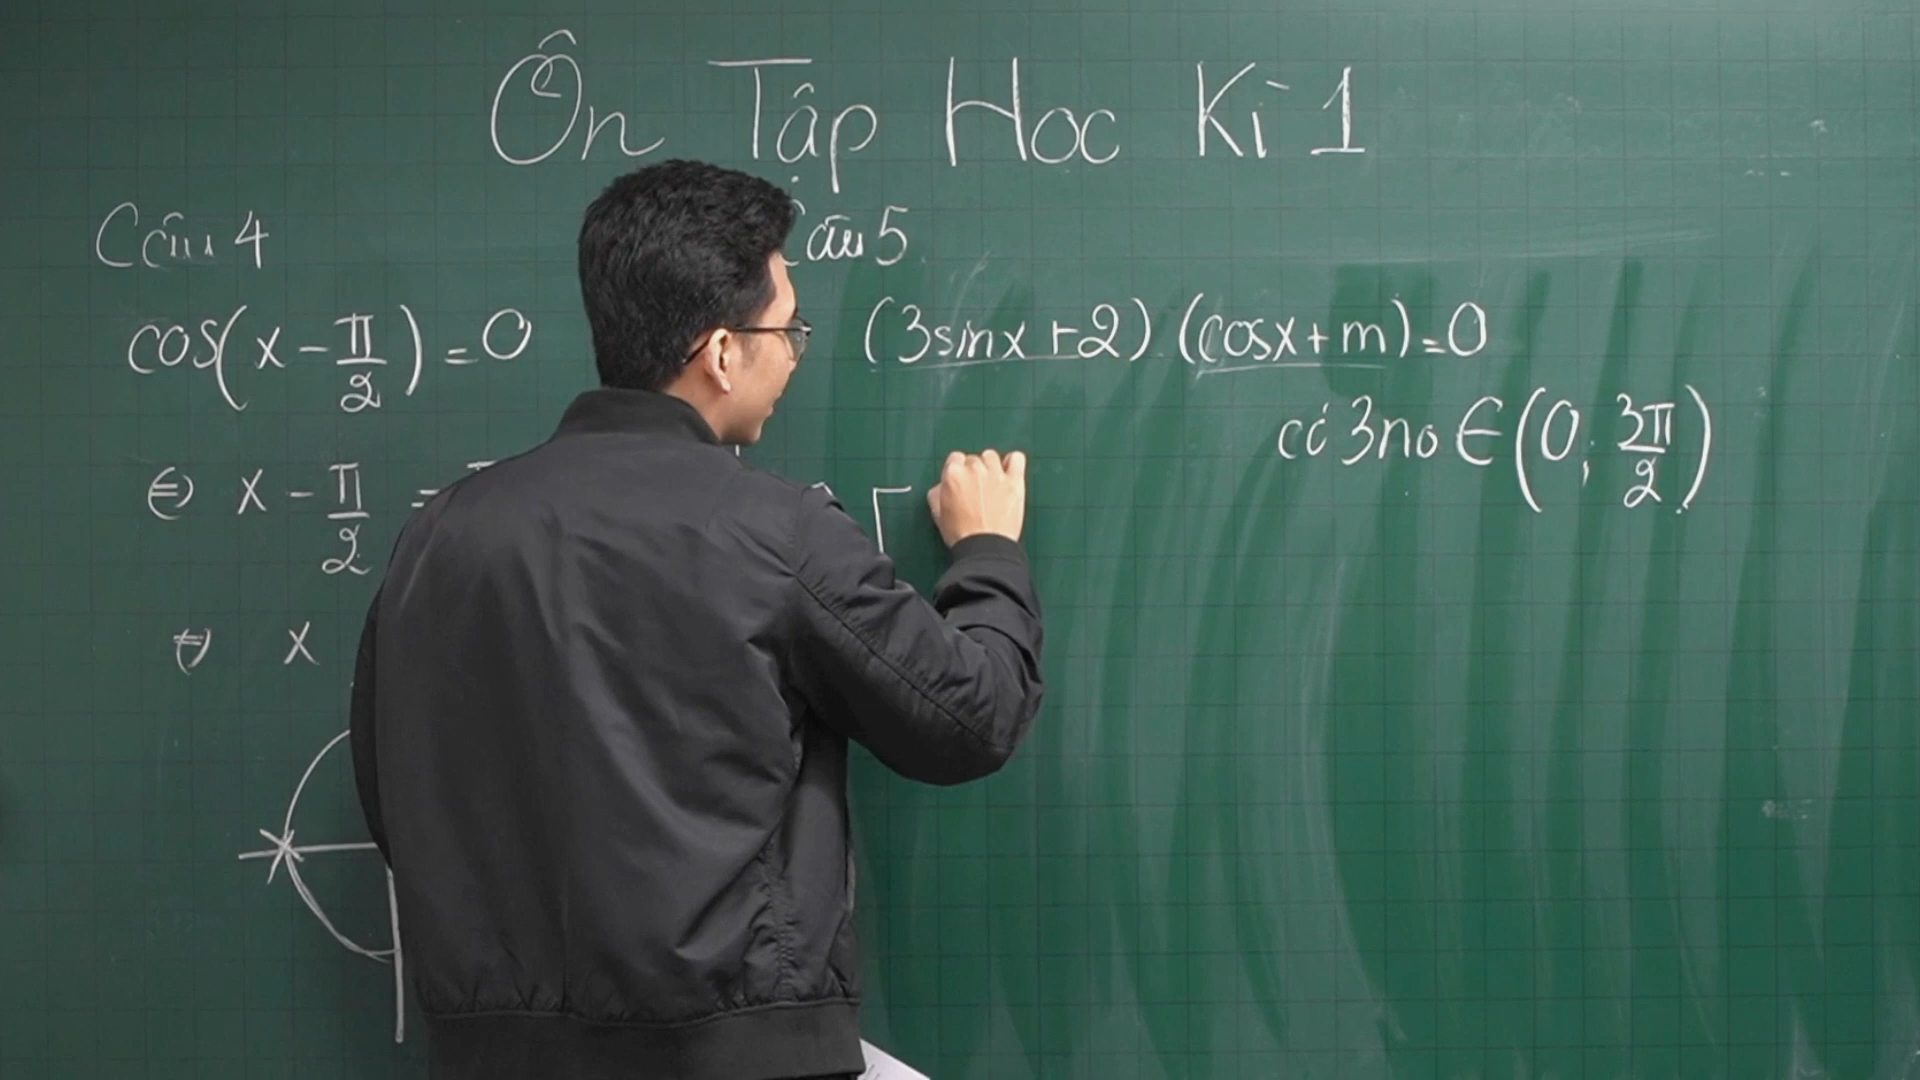 Ôn Tập Học Kì 1
Câu 4
cos(x - π/2) = 0
⇔ x - π/2 =
⇔ x
Câu 5
(3sinx + 2)(cosx + m) = 0
có 3no ∈ (0; 3π/2)